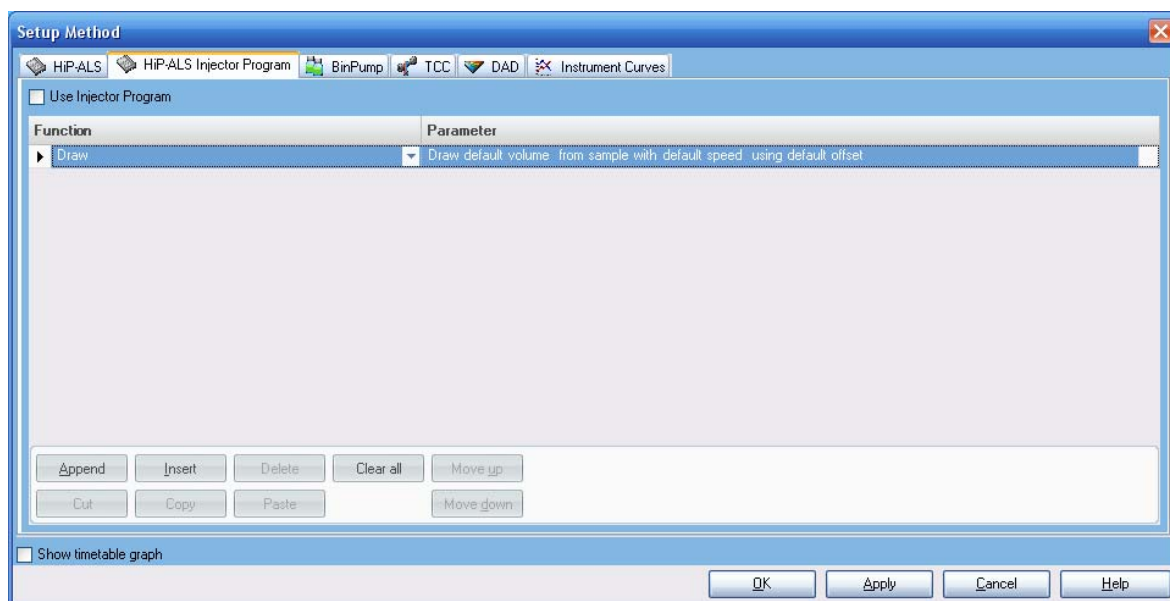 Setup Method
HiP-ALS HiP-ALS Injector Program BinPump TCC DAD Instrument Curves
Use Injector Program
Function Parameter
Draw Draw default volume from sample with default speed using default offset
Append Insert Delete Clear all Move up
Cut Copy Paste Move down
Show timetable graph
OK Apply Cancel Help